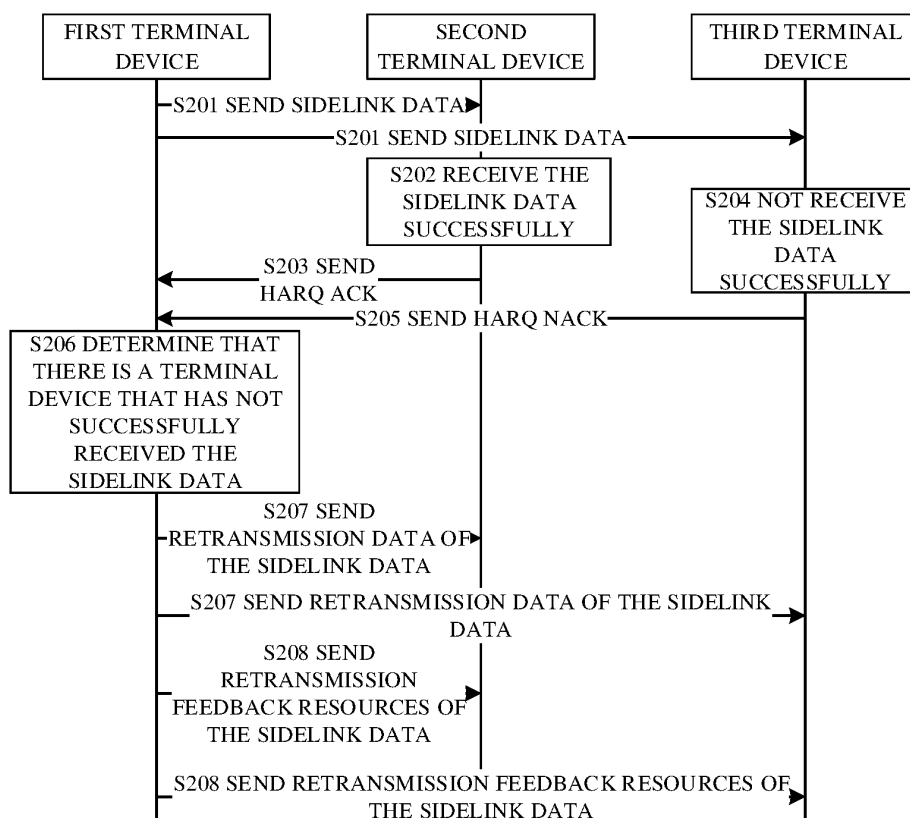 FIRST TERMINAL
DEVICE
SECOND
TERMINAL DEVICE
THIRD TERMINAL
DEVICE
S201 SEND SIDELINK DATA
S201 SEND SIDELINK DATA
S202 RECEIVE THE
SIDELINK DATA
SUCCESSFULLY
S204 NOT RECEIVE
THE SIDELINK
DATA
SUCCESSFULLY
S203 SEND
HARQ ACK
S205 SEND HARQ NACK
S206 DETERMINE THAT
THERE IS A TERMINAL
DEVICE THAT HAS NOT
SUCCESSFULLY
RECEIVED THE
SIDELINK DATA
S207 SEND
RETRANSMISSION DATA OF
THE SIDELINK DATA
S207 SEND RETRANSMISSION DATA OF THE SIDELINK
DATA
S208 SEND
RETRANSMISSION
FEEDBACK RESOURCES OF
THE SIDELINK DATA
S208 SEND RETRANSMISSION FEEDBACK RESOURCES OF
THE SIDELINK DATA